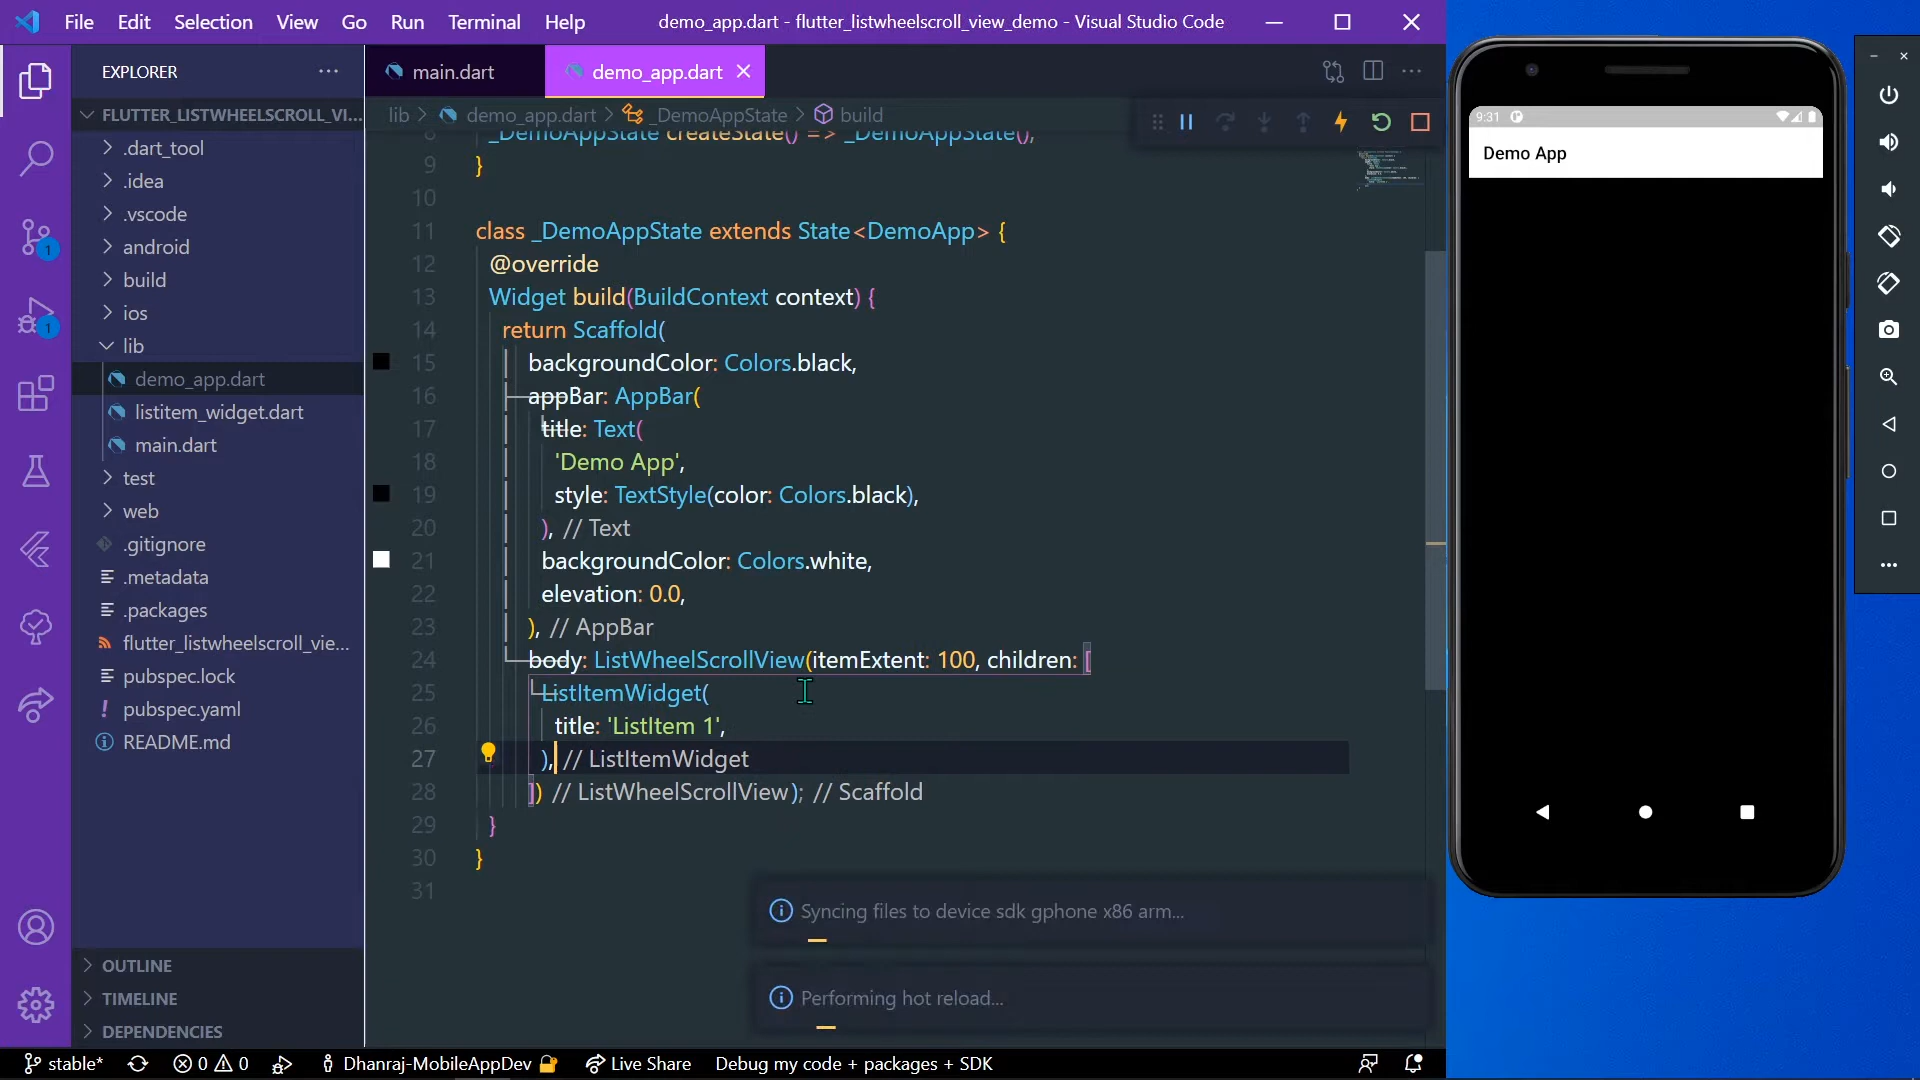 File Edit Selection View Go Run Terminal Help demo_app.dart - flutter_listwheelscroll_view_demo - Visual Studio Code
EXPLORER
main.dart demo_app.dart
FLUTTER_LISTWHEELSCROLL_VI...
.dart_tool
.idea
.vscode
android
build
ios
lib
demo_app.dart
listitem_widget.dart
main.dart
test
web
.gitignore
.metadata
.packages
flutter_listwheelscroll_vie...
pubspec.lock
pubspec.yaml
README.md
OUTLINE
TIMELINE
DEPENDENCIES
1
1
lib > demo_app.dart > _DemoAppState > build
8 _DemoAppState createState() => _DemoAppState();
9 }
10
11 class _DemoAppState extends State<DemoApp> {
12 @override
13 Widget build(BuildContext context) {
14 return Scaffold(
15 backgroundColor: Colors.black,
16 appBar: AppBar(
17 title: Text(
18 'Demo App',
19 style: TextStyle(color: Colors.black),
20 ), // Text
21 backgroundColor: Colors.white,
22 elevation: 0.0,
23 ), // AppBar
24 body: ListWheelScrollView(itemExtent: 100, children: [
25 ListItemWidget(
26 title: 'ListItem 1',
27 ), // ListItemWidget
28 ]) // ListWheelScrollView); // Scaffold
29 }
30 }
31
Syncing files to device sdk gphone x86 arm...
Performing hot reload...
stable* 0 0 Dhanraj-MobileAppDev Live Share Debug my code + packages + SDK
9:31
Demo App